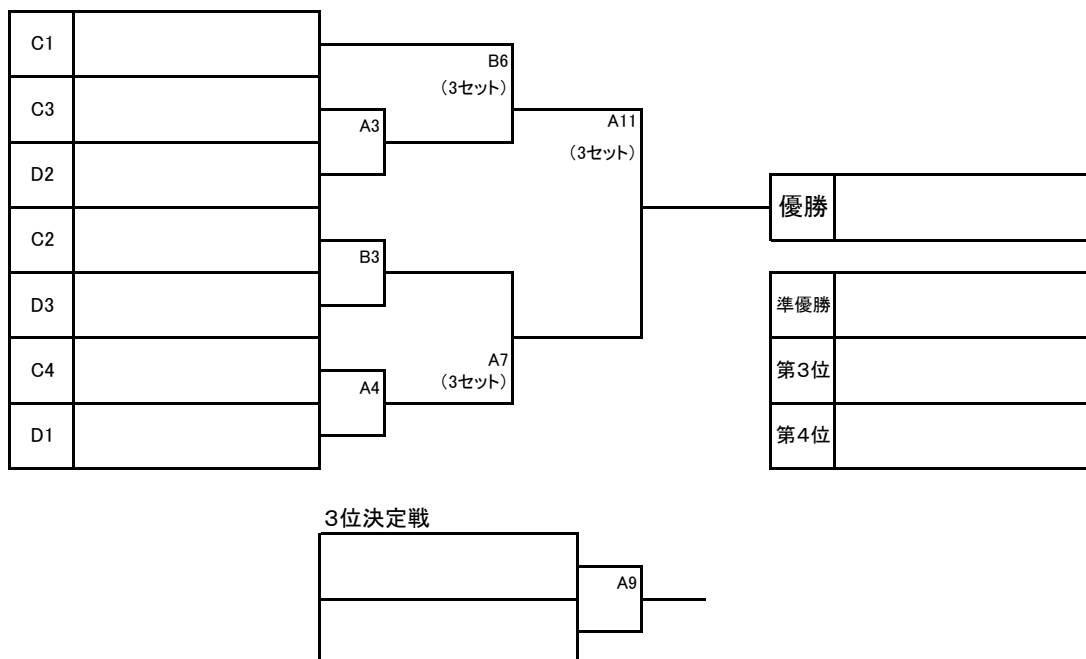 C1
B6
（3セット）
C3
A3
A11
（3セット）
D2
優勝
C2
B3
D3
準優勝
C4
A7
（3セット）
A4
第３位
D1
第４位
３位決定戦
A9